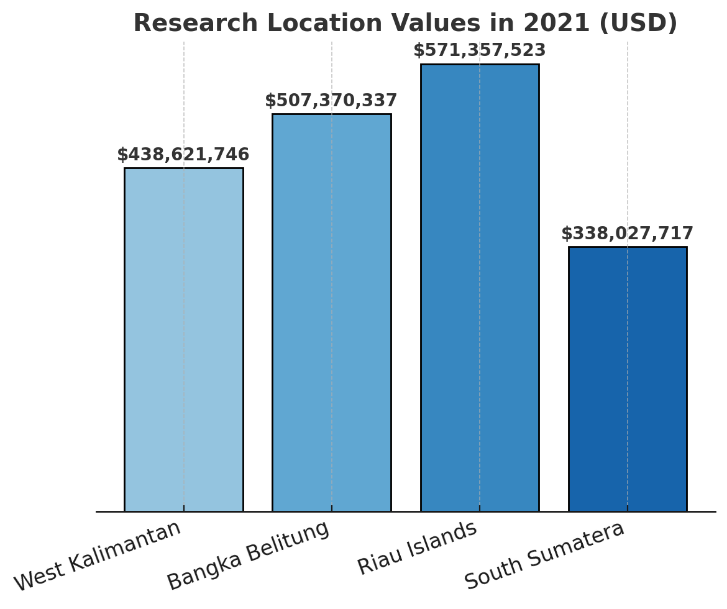 Research Location Values in 2021 (USD)
$571,357,523
$507,370,337
$438,621,746
$338,027,717
West Kalimantan
Bangka Belitung
Riau Islands
South Sumatera